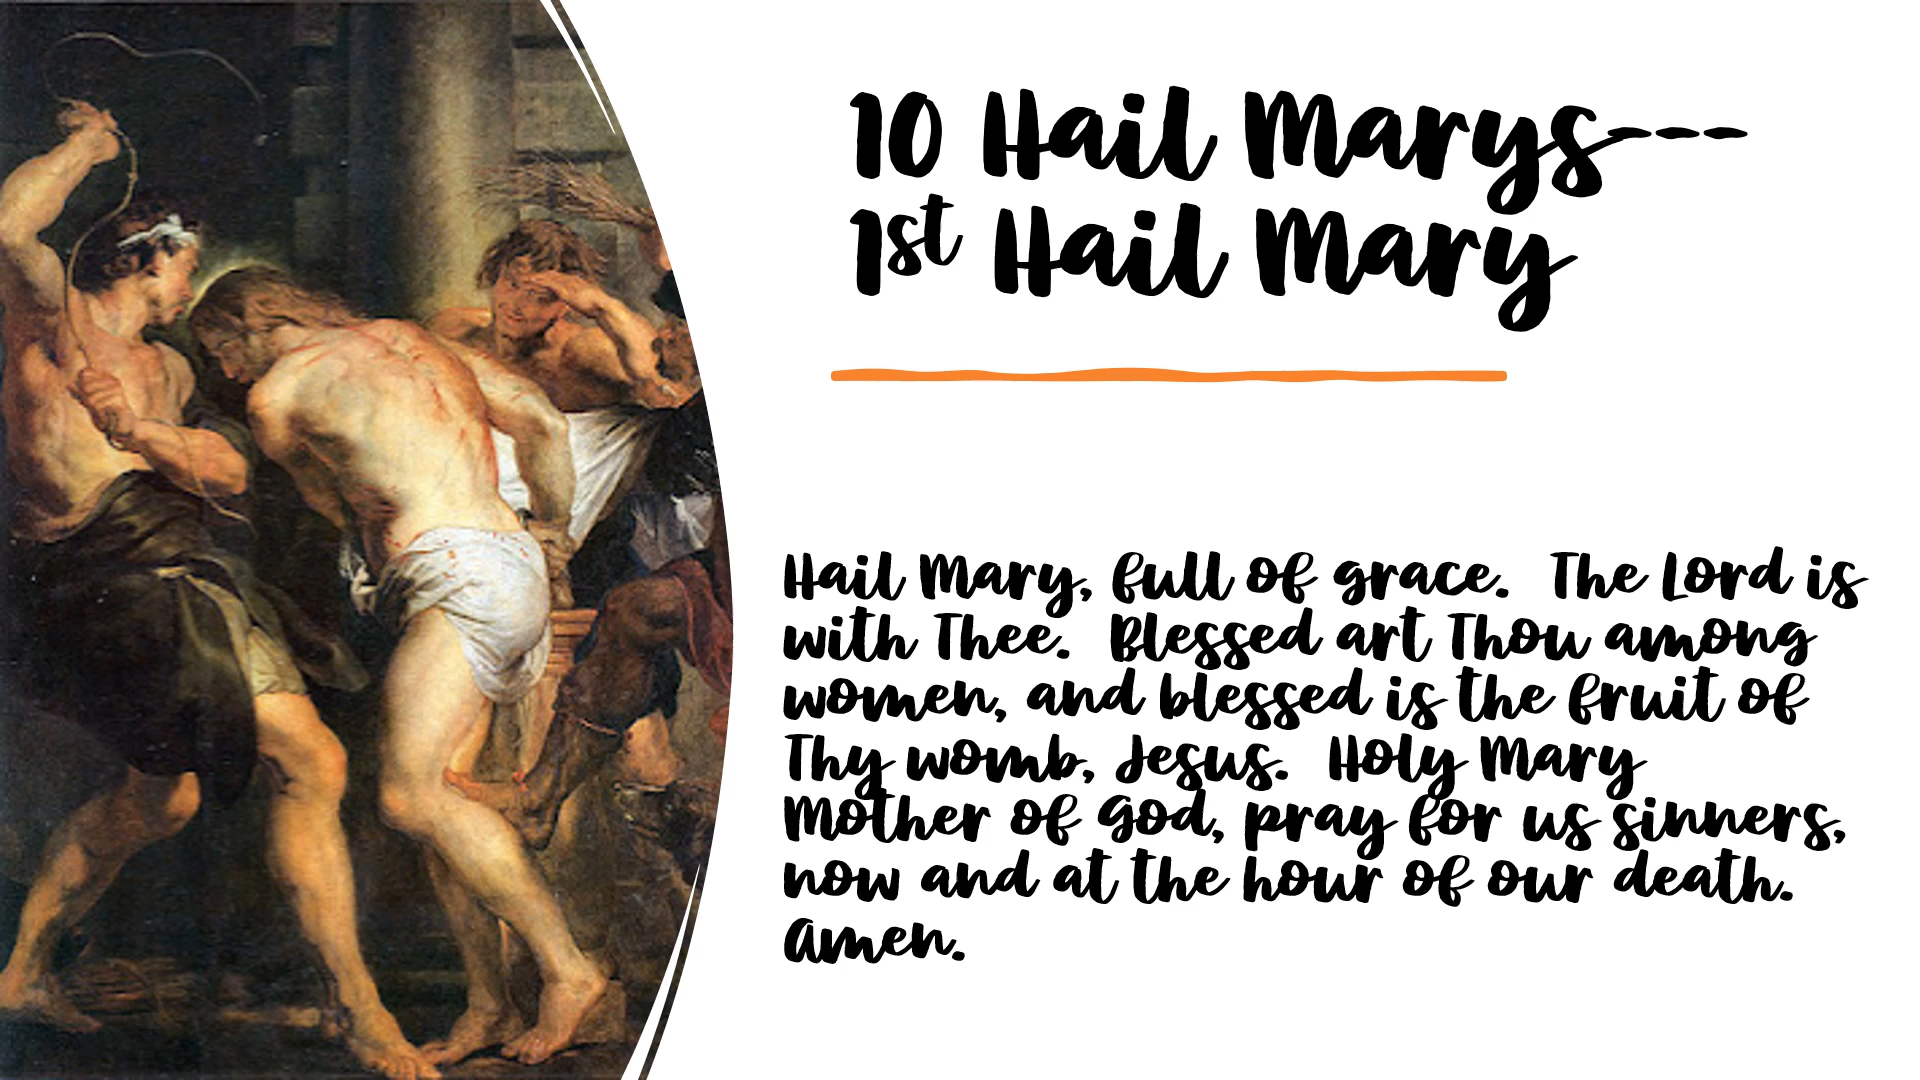 10 Hail Marys---
1st Hail Mary
Hail Mary, full of grace.  The Lord is
with Thee.  Blessed art Thou among
women, and blessed is the fruit of
Thy womb, Jesus.  Holy Mary
Mother of God, pray for us sinners,
now and at the hour of our death.
Amen.